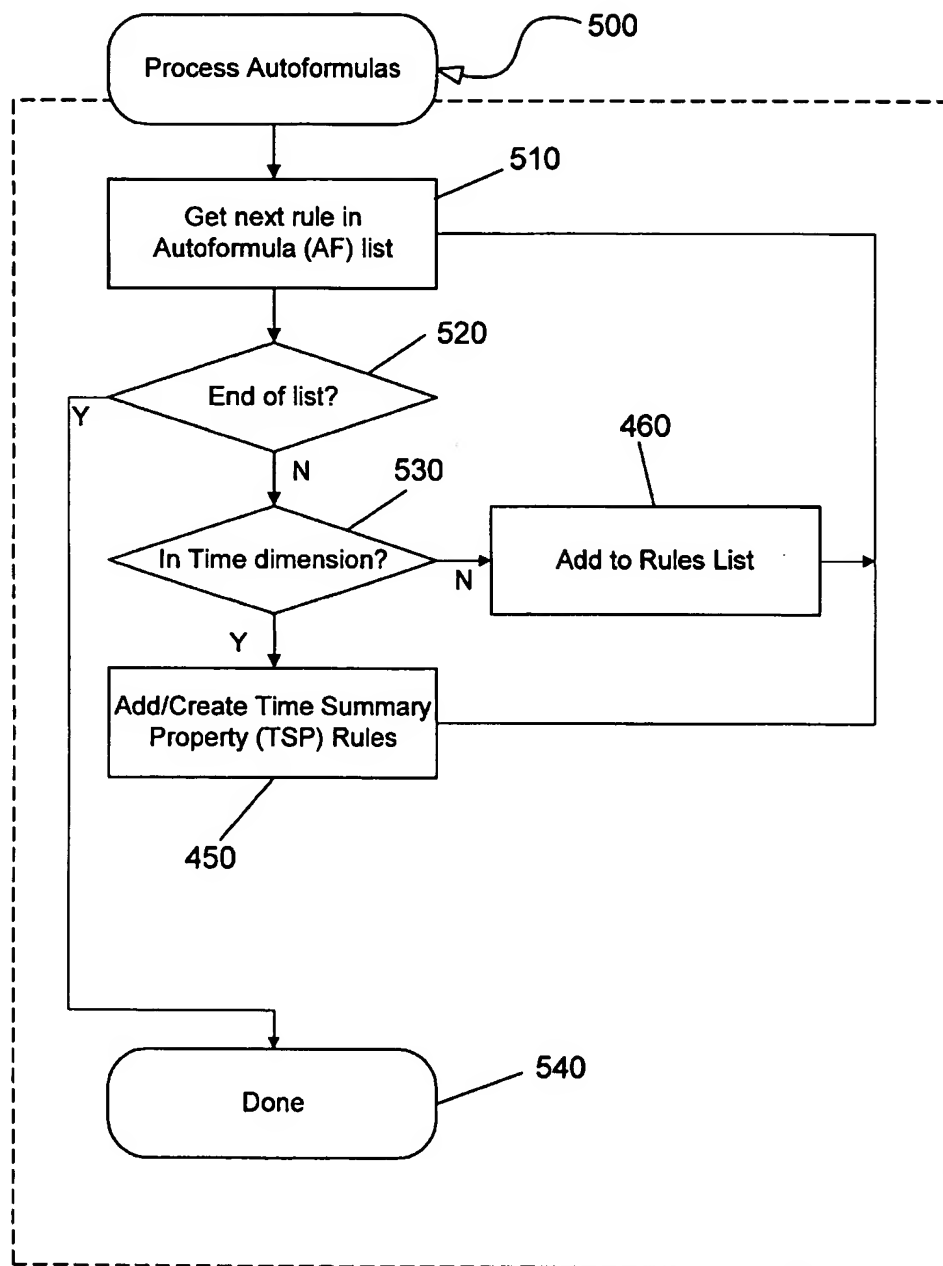 500
Process Autoformulas
510
Get next rule in
Autoformula (AF) list
520
End of list?
Y
N
530
460
In Time dimension?
N
Add to Rules List
Y
Add/Create Time Summary
Property (TSP) Rules
450
540
Done